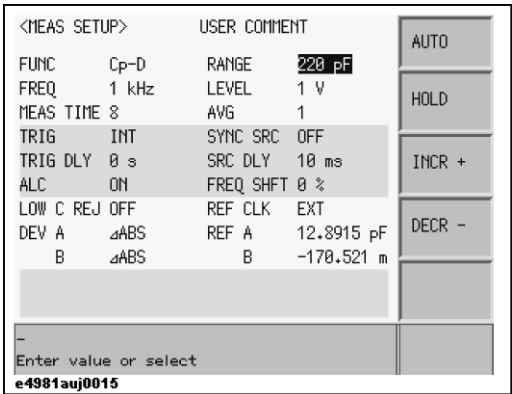 <MEAS SETUP> USER COMMENT
FUNC Cp-D RANGE 220 pF
FREQ 1 kHz LEVEL 1 V
MEAS TIME 8 AVG 1
TRIG INT SYNC SRC OFF
TRIG DLY 0 s SRC DLY 10 ms
ALC ON FREQ SHFT 0 %
LOW C REJ OFF REF CLK EXT
DEV A ⊿ABS REF A 12.8915 pF
B ⊿ABS B -170.521 m
AUTO
HOLD
INCR +
DECR -
Enter value or select
e4981auj0015